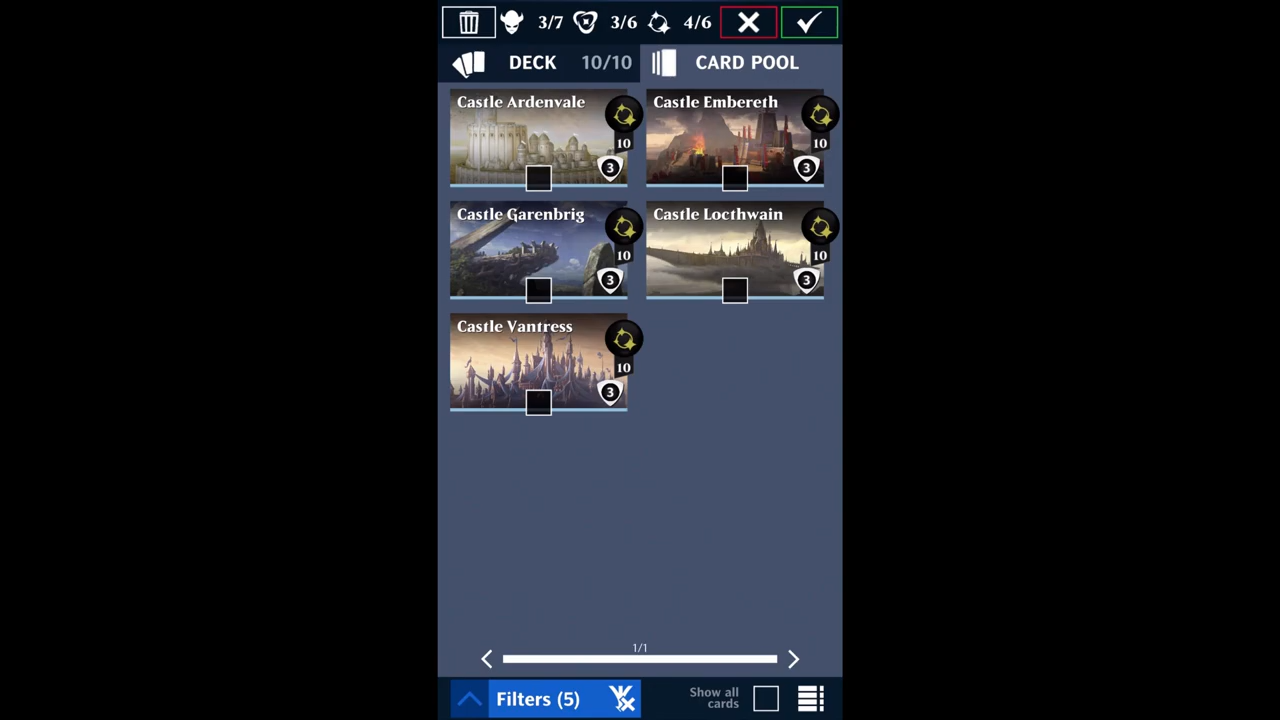 3/7 3/6 4/6
DECK 10/10 CARD POOL
Castle Ardenvale
10
3
Castle Embereth
10
3
Castle Garenbrig
10
3
Castle Locthwain
10
3
Castle Vantress
10
3
1/1
Filters (5)
Show all
cards